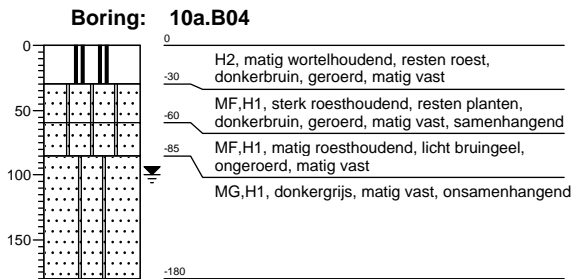 Boring: 10a.B04
0
50
100
150
0
H2, matig wortelhoudend, resten roest,
donkerbruin, geroerd, matig vast
-30
MF,H1, sterk roesthoudend, resten planten,
donkerbruin, geroerd, matig vast, samenhangend
-60
MF,H1, matig roesthoudend, licht bruingeel,
ongeroerd, matig vast
-85
MG,H1, donkergrijs, matig vast, onsamenhangend
-180